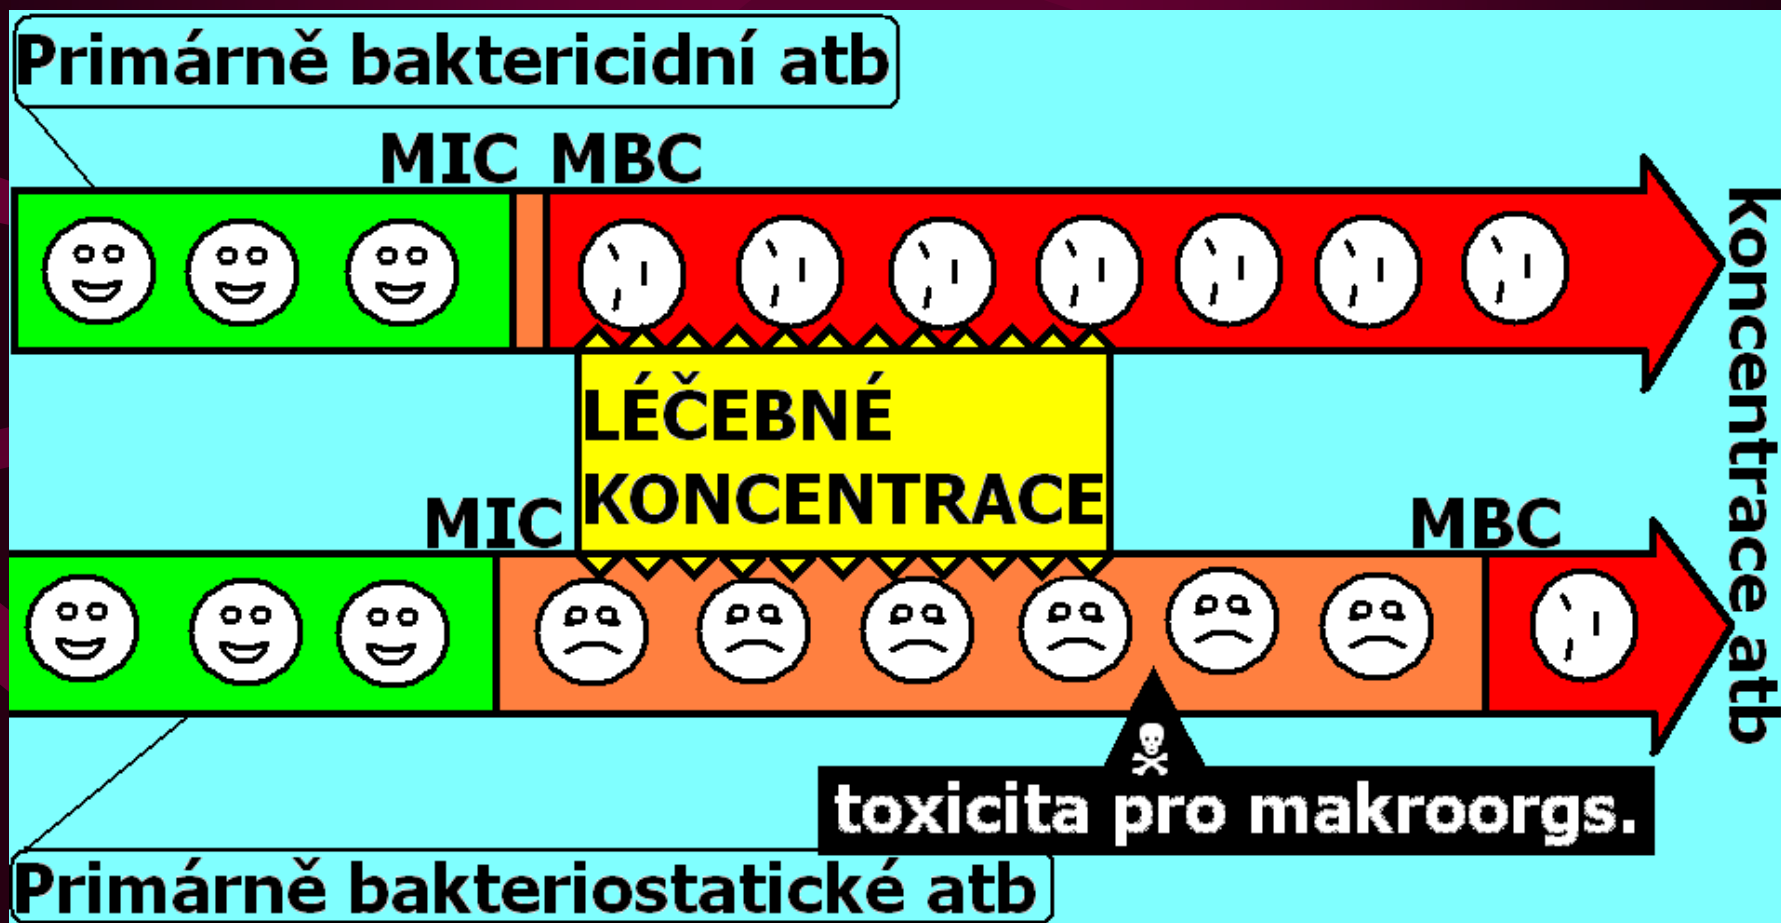 Primárně baktericidní atb
MIC MBC
LÉČEBNÉ
KONCENTRACE
MIC
MBC
koncentrace atb
toxicita pro makroorgs.
Primárně bakteriostatické atb